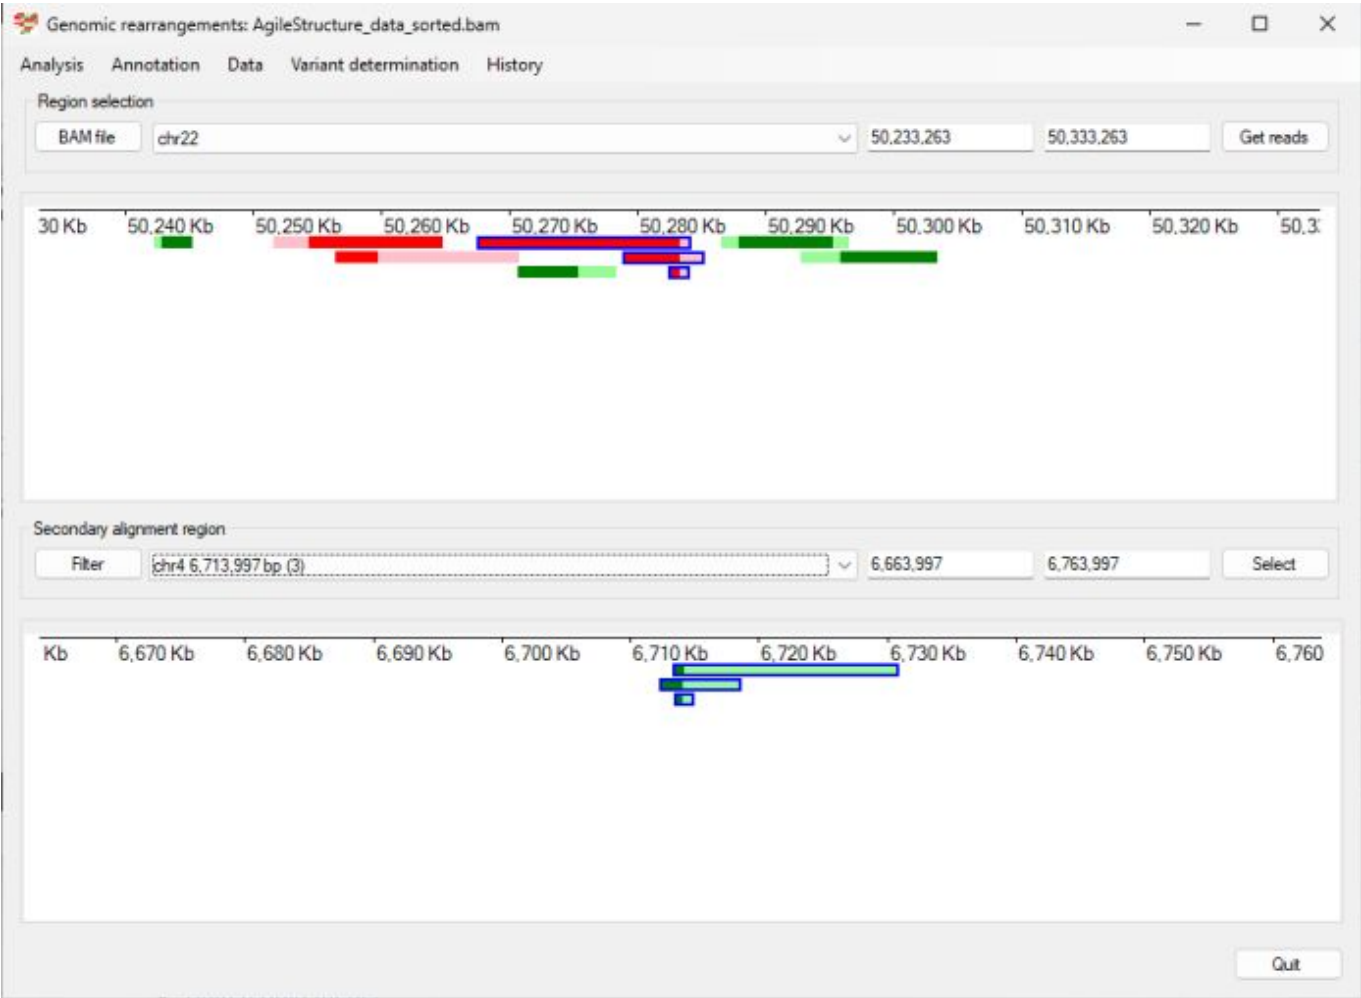 Genomic rearrangements: AgileStructure_data_sorted.bam
Analysis Annotation Data Variant determination History
Region selection
BAM file chr22 50,233,263 50,333,263 Get reads
30 Kb 50,240 Kb 50,250 Kb 50,260 Kb 50,270 Kb 50,280 Kb 50,290 Kb 50,300 Kb 50,310 Kb 50,320 Kb 50,3
Secondary alignment region
Filter chr4 6,713,997 bp (3) 6,663,997 6,763,997 Select
Kb 6,670 Kb 6,680 Kb 6,690 Kb 6,700 Kb 6,710 Kb 6,720 Kb 6,730 Kb 6,740 Kb 6,750 Kb 6,760
Quit